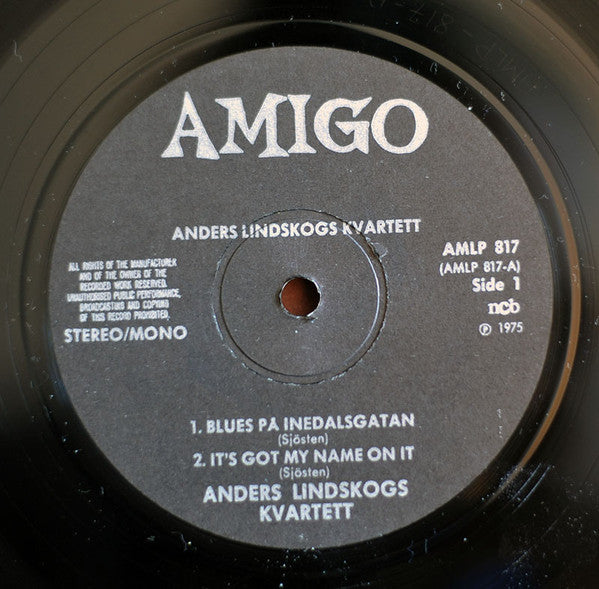 AMIGO
ANDERS LINDSKOGS KVARTETT
ALL RIGHTS OF THE MANUFACTURER
AND OF THE OWNER OF THE
RECORDED WORK RESERVED.
UNAUTHORISED PUBLIC PERFORMANCE,
BROADCASTING AND COPYING
OF THIS RECORD PROHIBITED.
STEREO/MONO
AMLP 817
(AMLP 817-A)
Side 1
ncb
℗ 1975
1. BLUES PÅ INEDALSGATAN
(Sjösten)
2. IT'S GOT MY NAME ON IT
(Sjösten)
ANDERS LINDSKOGS
KVARTETT